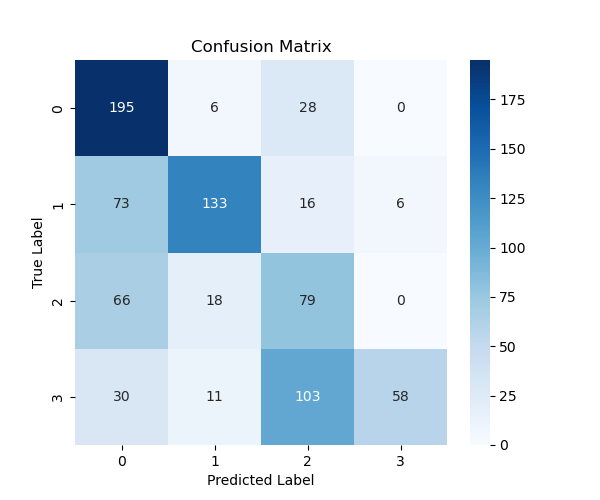 Confusion Matrix
True Label
0 195 6 28 0
1 73 133 16 6
2 66 18 79 0
3 30 11 103 58
0 1 2 3
Predicted Label
175
150
125
100
75
50
25
0